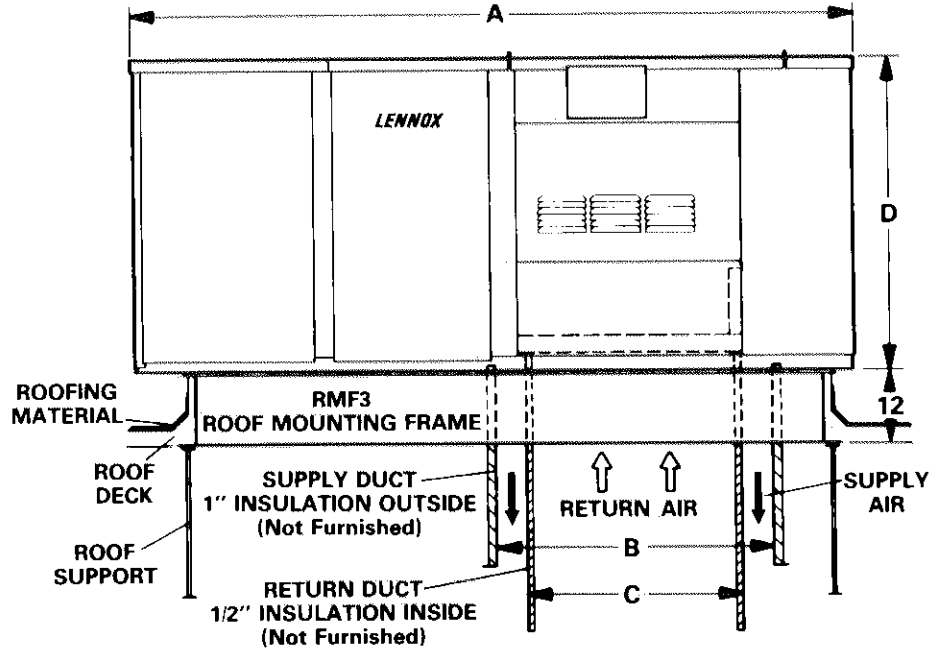 A
LENNOX
D
12
ROOFING
MATERIAL
RMF3
ROOF MOUNTING FRAME
ROOF
DECK
SUPPLY DUCT
1" INSULATION OUTSIDE
(Not Furnished)
RETURN AIR
SUPPLY
AIR
ROOF
SUPPORT
B
RETURN DUCT
1/2" INSULATION INSIDE
(Not Furnished)
C